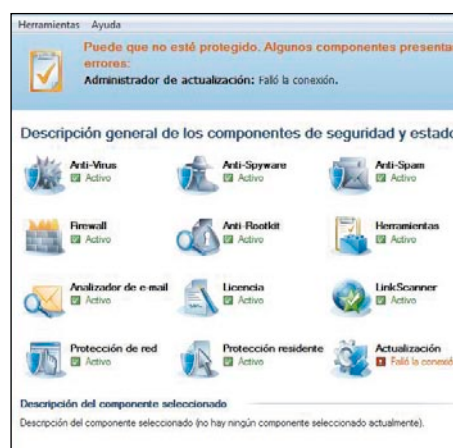 Herramientas Ayuda
Puede que no esté protegido. Algunos componentes presenta
errores:
Administrador de actualización: Falló la conexión.
Descripción general de los componentes de seguridad y estado
Anti-Virus Anti-Spyware Anti-Spam
Activo Activo Activo
Firewall Anti-Rootkit Herramientas
Activo Activo Activo
Analizador de e-mail Licencia LinkScanner
Activo Activo Activo
Protección de red Protección residente Actualización
Activo Activo Falló la conexió
Descripción del componente seleccionado
Descripción del componente seleccionado (no hay ningún componente seleccionado actualmente).